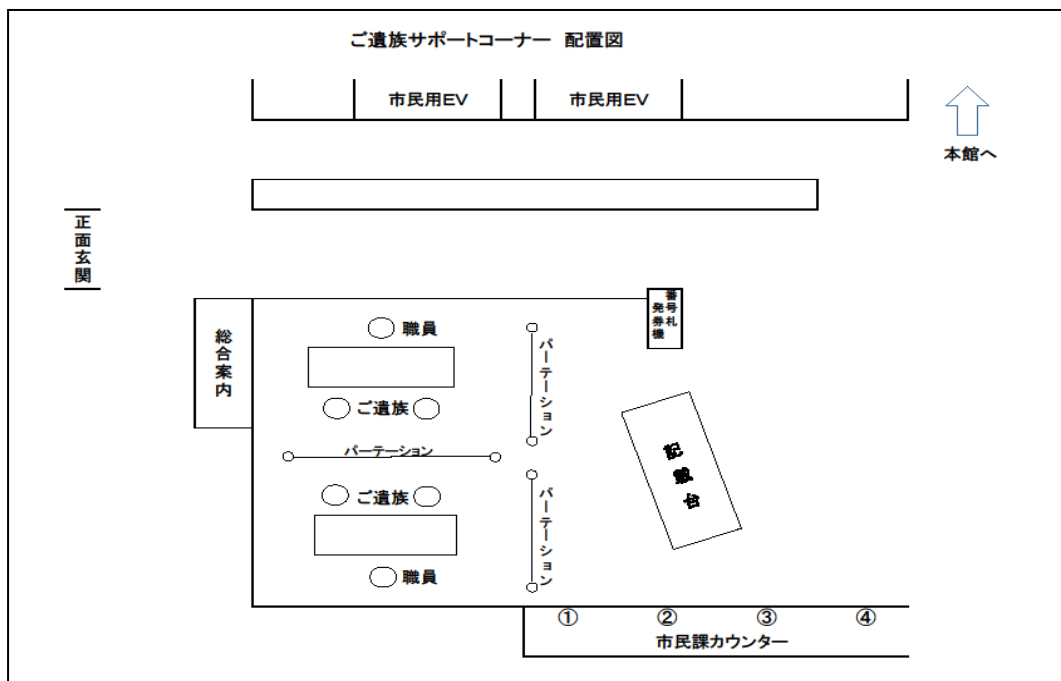 ご遺族サポートコーナー 配置図
市民用EV
市民用EV
本館へ
正面玄関
総合案内
番号札
発券機
職員
ご遺族
パーテーション
パーテーション
ご遺族
職員
パーテーション
記載台
① ② ③ ④
市民課カウンター